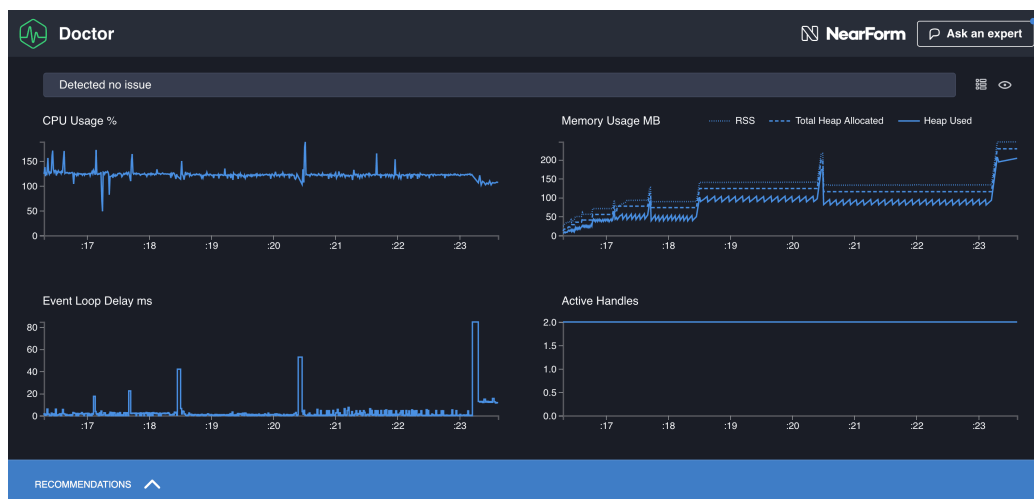 Doctor
NearForm
Ask an expert
Detected no issue
CPU Usage %
150
100
50
0
:17 :18 :19 :20 :21 :22 :23
Memory Usage MB
RSS Total Heap Allocated Heap Used
200
150
100
50
0
:17 :18 :19 :20 :21 :22 :23
Event Loop Delay ms
80
60
40
20
0
:17 :18 :19 :20 :21 :22 :23
Active Handles
2.0
1.5
1.0
0.5
0.0
:17 :18 :19 :20 :21 :22 :23
RECOMMENDATIONS